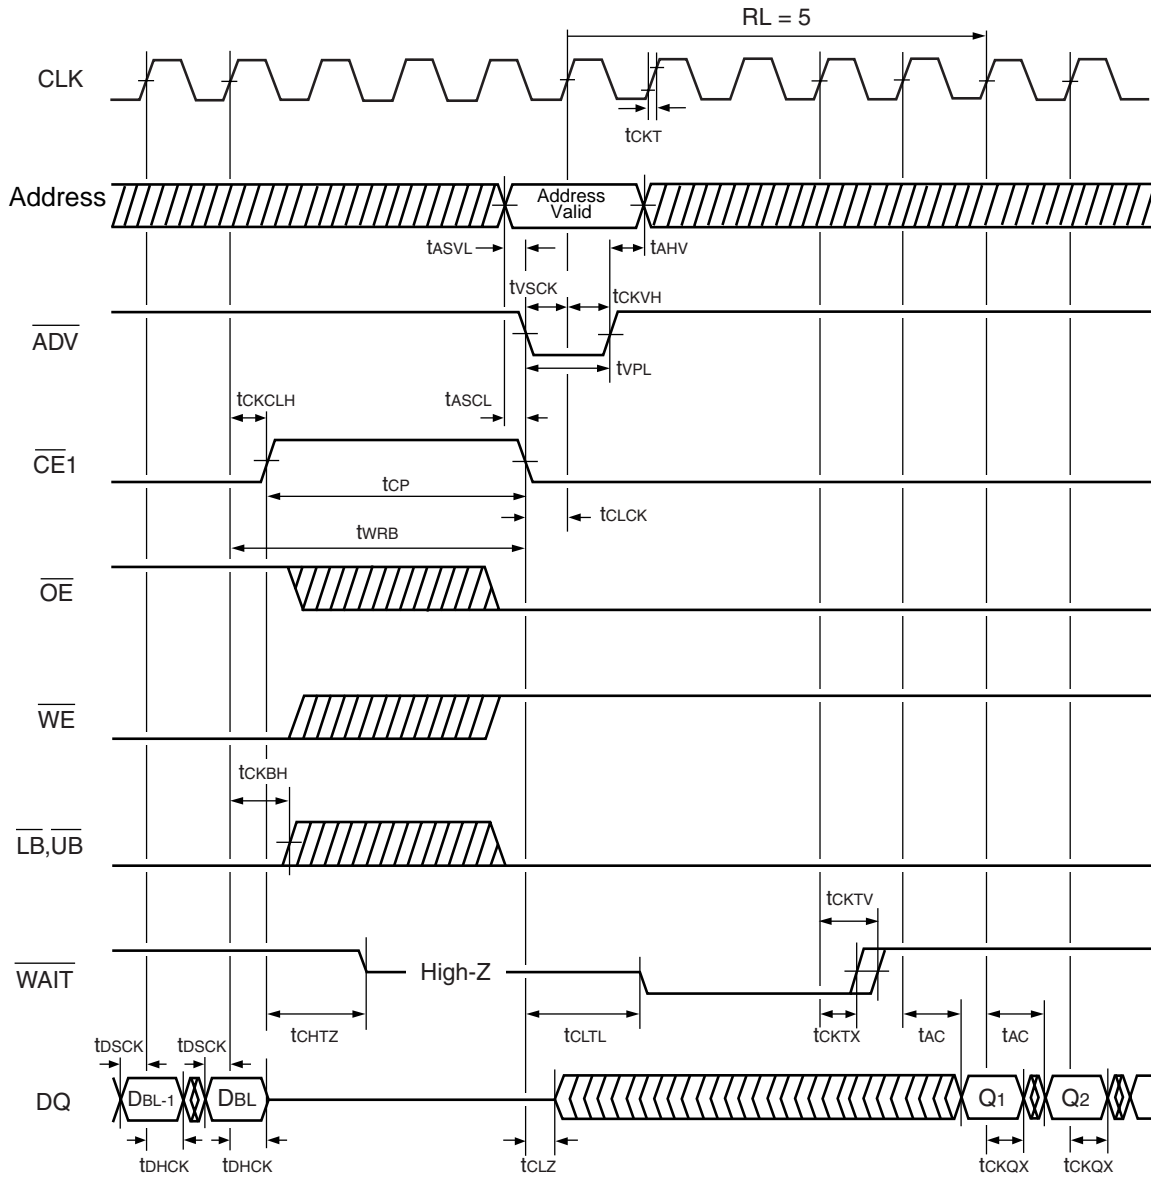 RL = 5
CLK
tCKT
Address
Address
Valid
tASVL
tAHV
tVSCK
tCKVH
ADV
tVPL
tCKCLH
tASCL
CE1
tCP
tCLCK
tWRB
OE
WE
tCKBH
LB,UB
tCKTV
WAIT
High-Z
tCHTZ
tCLTL
tCKTX
tAC
tAC
tDSCK
tDSCK
DQ
DBL-1
DBL
Q1
Q2
tDHCK
tDHCK
tCLZ
tCKQX
tCKQX